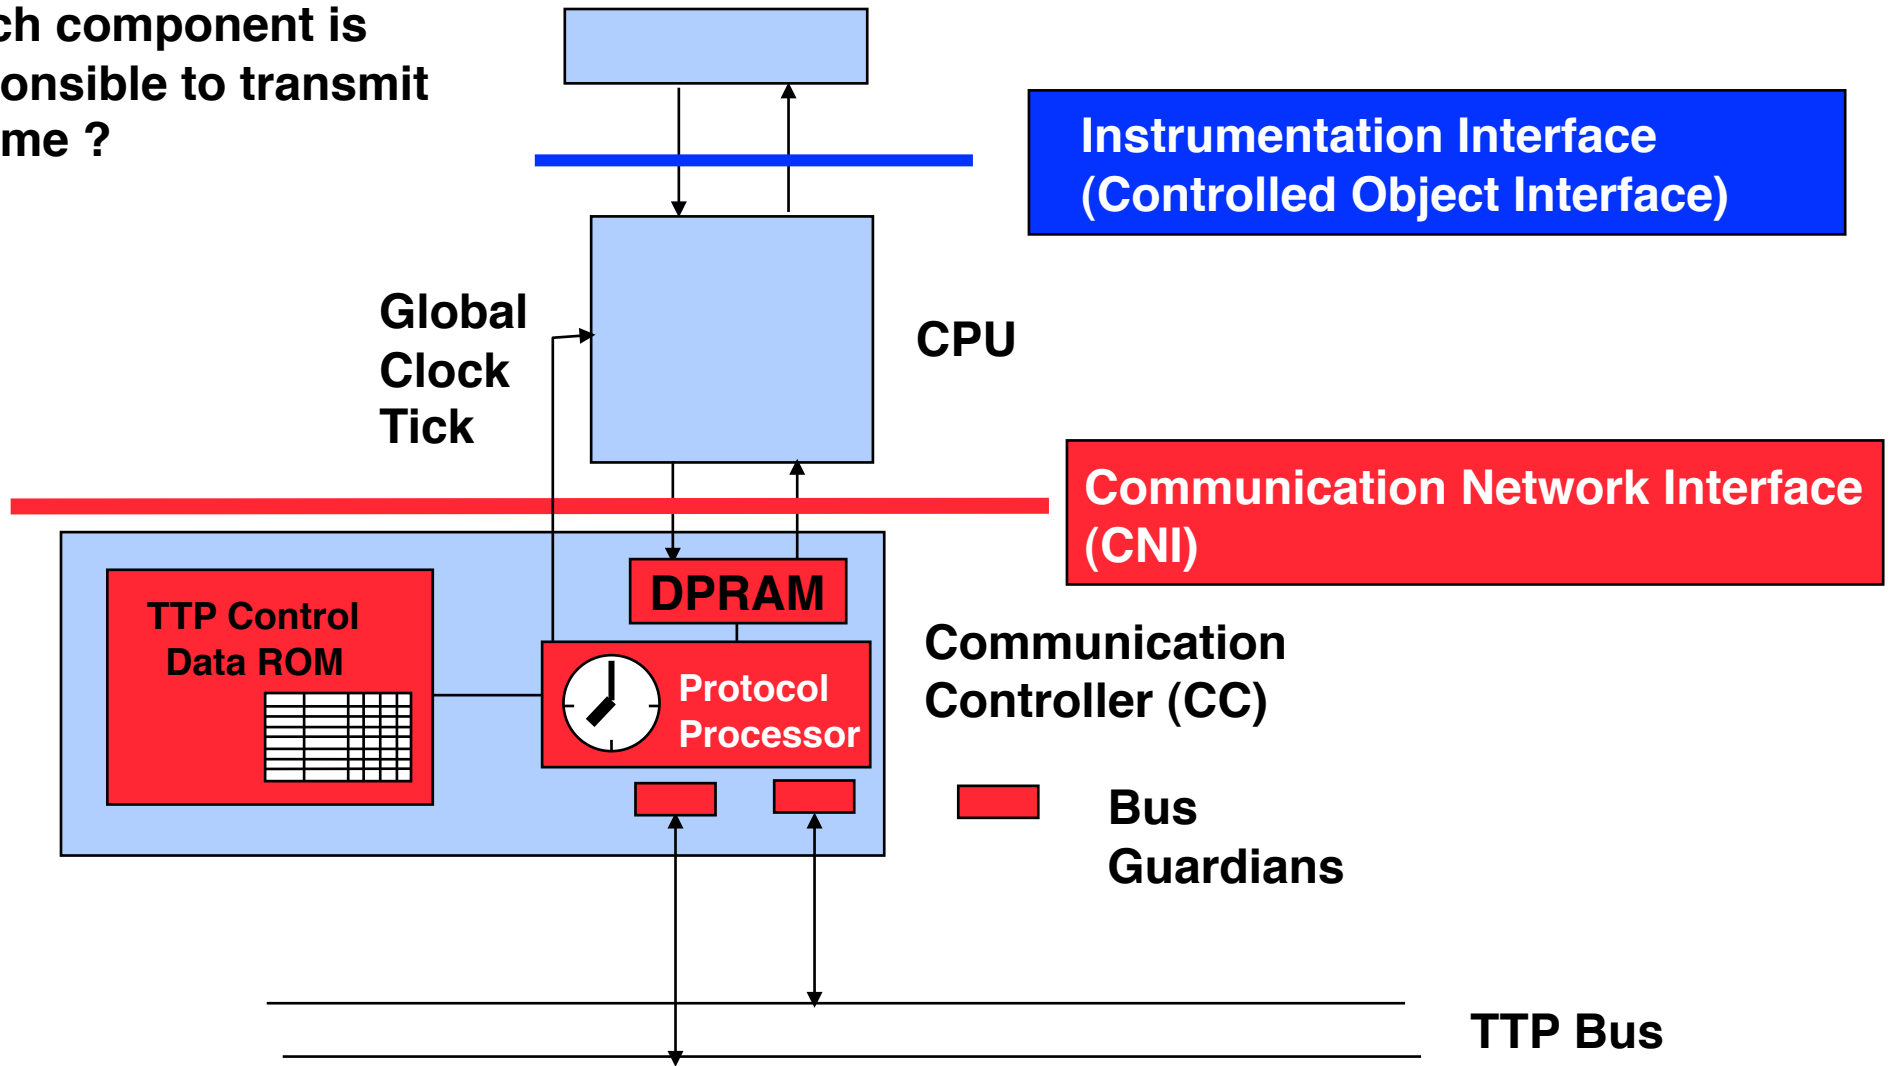 ch component is
onsible to transmit
me ?
Instrumentation Interface
(Controlled Object Interface)
Global
Clock
Tick
CPU
Communication Network Interface
(CNI)
DPRAM
TTP Control
Data ROM
Protocol
Processor
Communication
Controller (CC)
Bus
Guardians
TTP Bus